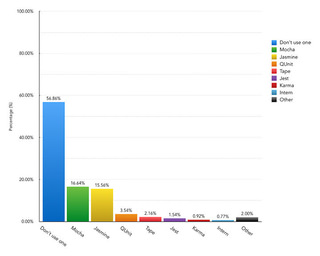 100.00%
80.00%
60.00%
40.00%
20.00%
0.00%
Percentage (%)
56.86%
16.64%
15.56%
3.54%
2.16%
1.54%
0.92%
0.77%
2.00%
Don't use one
Mocha
Jasmine
QUnit
Tape
Jest
Karma
Intern
Other
Don't use one
Mocha
Jasmine
QUnit
Tape
Jest
Karma
Intern
Other